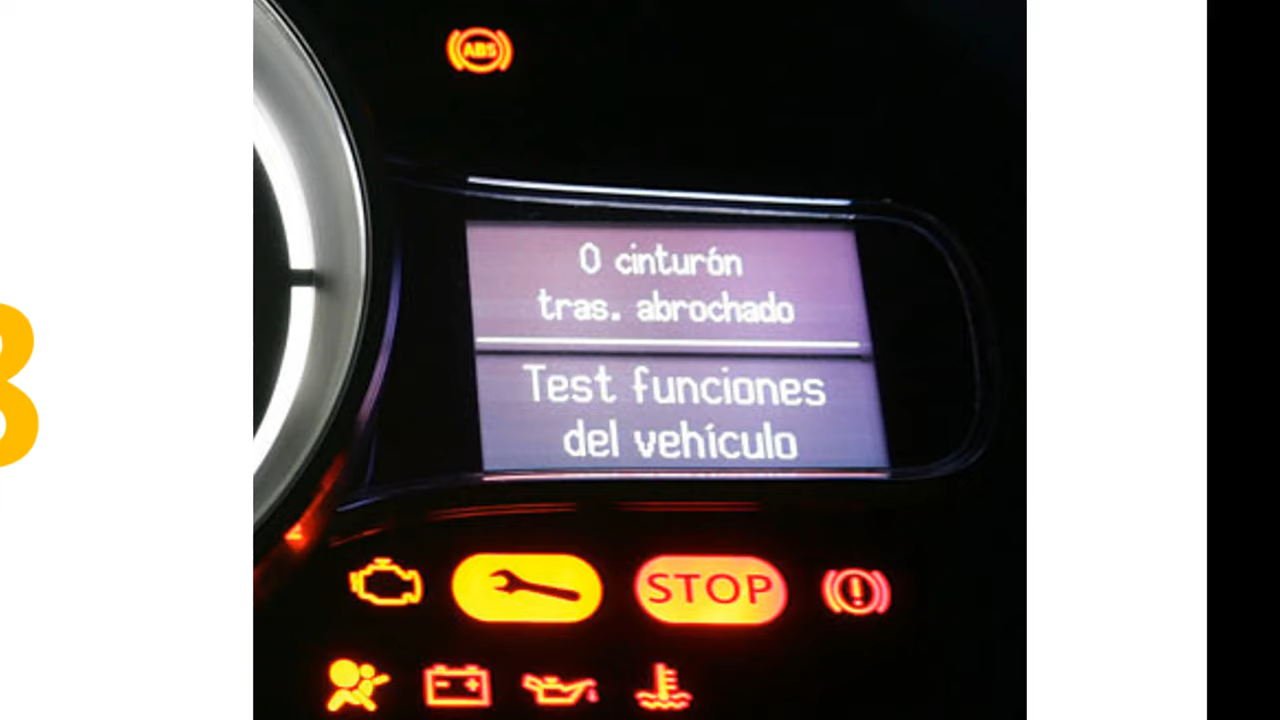 ABS
0 cinturón
tras. abrochado
Test funciones
del vehículo
STOP